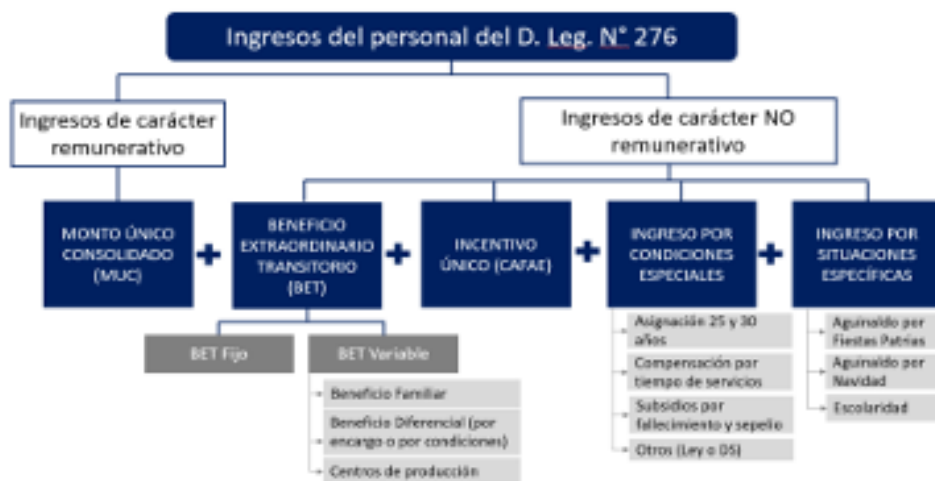 Ingresos del personal del D. Leg. N° 276
Ingresos de carácter
remunerativo
Ingresos de carácter NO
remunerativo
MONTO ÚNICO
CONSOLIDADO
(MUC)
BENEFICIO
EXTRAORDINARIO
TRANSITORIO
(BET)
INCENTIVO
ÚNICO (CAFAE)
INGRESO POR
CONDICIONES
ESPECIALES
INGRESO POR
SITUACIONES
ESPECÍFICAS
BET Fijo
BET Variable
Beneficio Familiar
Beneficio Diferencial (por
encargo o por condiciones)
Centros de producción
Asignación 25 y 30
años
Compensación por
tiempo de servicios
Subsidios por
fallecimiento y sepelio
Otros (Ley o DS)
Aguinaldo por
Fiestas Patrias
Aguinaldo por
Navidad
Escolaridad